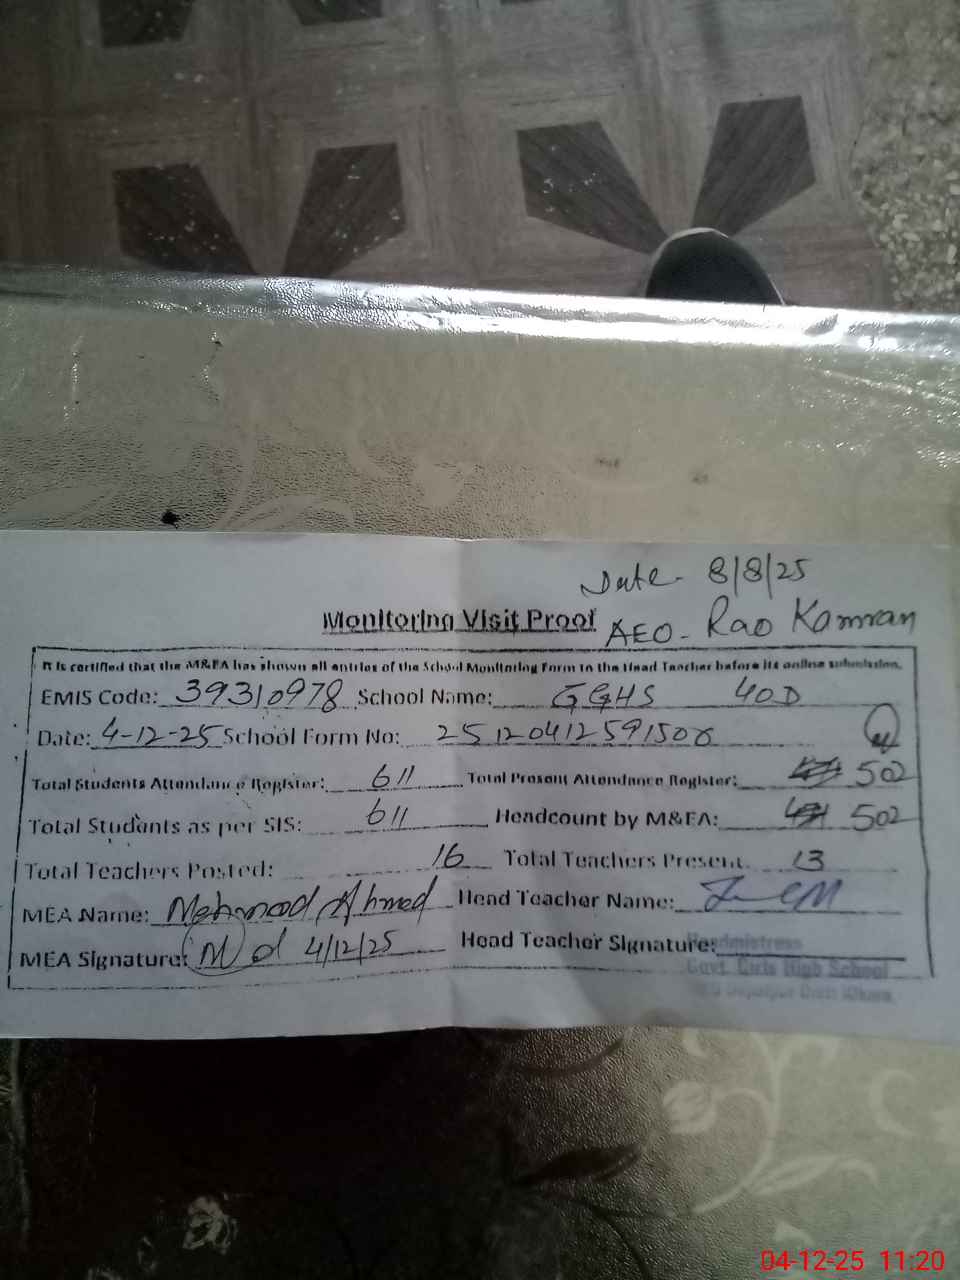 Date- 8/8/25
Monitoring Visit Proof AEO- Rao Kamran
It is certified that the M&EA has shown all entries of the School Monitoring Form to the Head Teacher before its online submission.
EMIS Code: 39310978 School Name: GGHS 40D
Date: 4-12-25 School Form No:
Total Students Attendance Register: 611 Total Present Attendance Register: 502
Total Students as per SIS: 611 Headcount by M&EA: 502
Total Teachers Posted: 16 Total Teachers Present. 13
MEA Name: Mehmood Ahmed Head Teacher Name:
MEA Signature: 4/12/25 Head Teacher Signature:
Headmistress
Govt. Girls High School
04-12-25 11:20